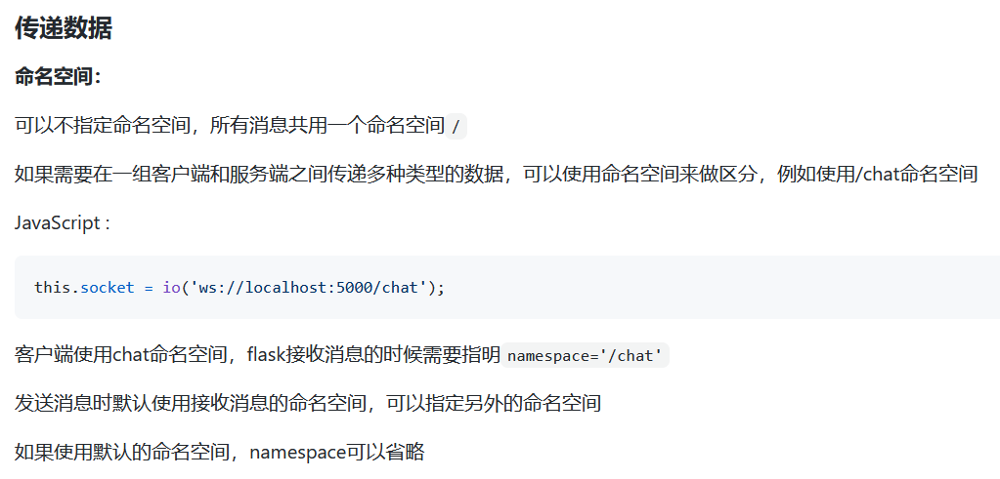 传递数据
命名空间：
可以不指定命名空间，所有消息共用一个命名空间 /
如果需要在一组客户端和服务端之间传递多种类型的数据，可以使用命名空间来做区分，例如使用/chat命名空间
JavaScript :
this.socket = io('ws://localhost:5000/chat');
客户端使用chat命名空间，flask接收消息的时候需要指明 namespace='/chat'
发送消息时默认使用接收消息的命名空间，可以指定另外的命名空间
如果使用默认的命名空间，namespace可以省略